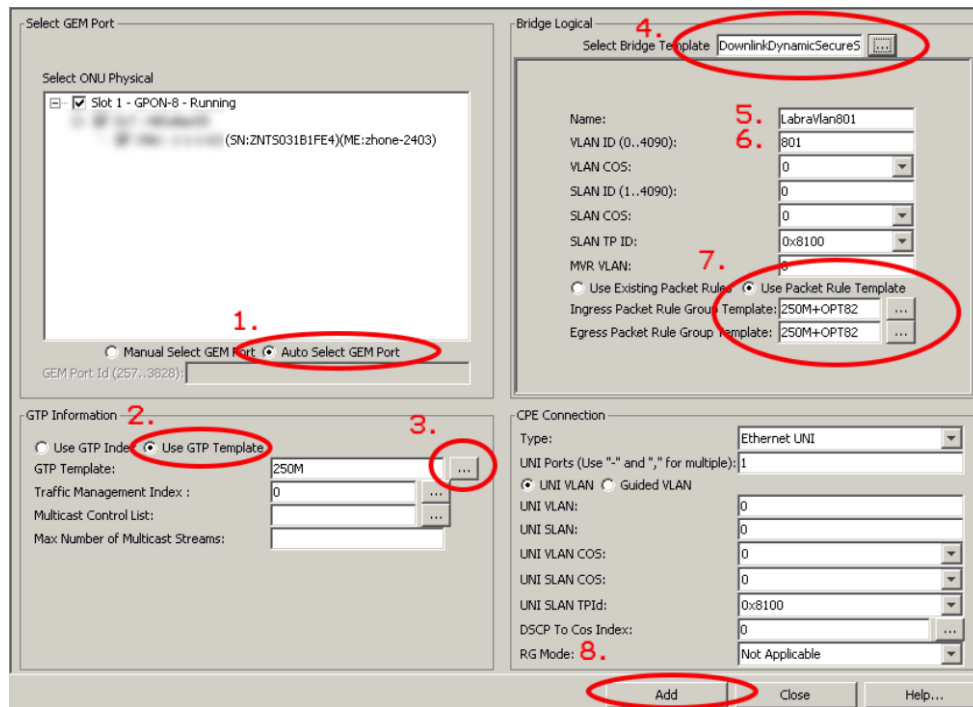 Select GEM Port
Select ONU Physical
Slot 1 - GPON-8 - Running
(SN:ZNTS031B1FE4)(ME:zhone-2403)
1.
Manual Select GEM Port Auto Select GEM Port
GEM Port Id (257..3828):
GTP Information
2.
3.
Use GTP Index Use GTP Template
GTP Template: 250M ...
Traffic Management Index : 0 ...
Multicast Control List: ...
Max Number of Multicast Streams:
Bridge Logical
4.
Select Bridge Template DownlinkDynamicSecureS ...
Name: 5. LabraVlan801
VLAN ID (0..4090): 6. 801
VLAN COS: 0
SLAN ID (1..4090): 0
SLAN COS: 0
SLAN TP ID: 0x8100
MVR VLAN: 0
7.
Use Existing Packet Rules Use Packet Rule Template
Ingress Packet Rule Group Template: 250M+OPT82 ...
Egress Packet Rule Group Template: 250M+OPT82 ...
CPE Connection
Type: Ethernet UNI
UNI Ports (Use "-" and "," for multiple): 1
UNI VLAN Guided VLAN
UNI VLAN: 0
UNI SLAN: 0
UNI VLAN COS: 0
UNI SLAN COS: 0
UNI SLAN TPId: 0x8100
DSCP To Cos Index: 0 ...
RG Mode: 8. Not Applicable
Add Close Help...